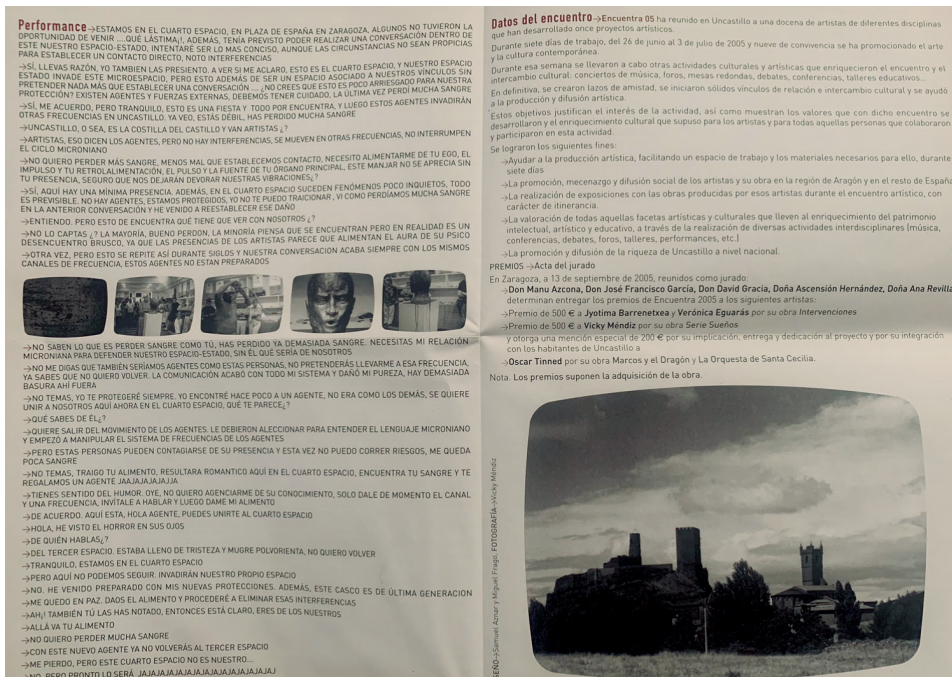 Performance→ESTAMOS EN EL CUARTO ESPACIO, EN PLAZA DE ESPAÑA EN ZARAGOZA, ALGUNOS NO TUVIERON LA
OPORTUNIDAD DE VENIR ....QUÉ LÁSTIMA¡!, ADEMÁS, TENÍA PREVISTO PODER REALIZAR UNA CONVERSACIÓN DENTRO DE
ESTE NUESTRO ESPACIO-ESTADO, INTENTARÉ SER LO MAS CONCISO, AUNQUE LAS CIRCUNSTANCIAS NO SEAN PROPICIAS
PARA ESTABLECER UN CONTACTO DIRECTO, NOTO INTERFERENCIAS
→SÍ, LLEVAS RAZÓN, YO TAMBIEN LAS PRESIENTO. A VER SI ME ACLARO, ESTO ES EL CUARTO ESPACIO, Y NUESTRO ESPACIO
ESTADO INVADE ESTE MICROESPACIO, PERO ESTO ADEMÁS DE SER UN ESPACIO ASOCIADO A NUESTROS VÍNCULOS SIN
PRETENDER NADA MÁS QUE ESTABLECER UNA CONVERSACIÓN .... ¿NO CREES QUE ESTO ES POCO ARRIESGADO PARA NUESTRA
PROTECCIÓN? EXISTEN AGENTES Y FUERZAS EXTERNAS, DEBEMOS TENER CUIDADO, LA ÚLTIMA VEZ PERDÍ MUCHA SANGRE
→SÍ, ME ACUERDO, PERO TRANQUILO, ESTO ES UNA FIESTA Y TODO POR ENCUENTRA, Y LUEGO ESTOS AGENTES INVADIRÁN
OTRAS FRECUENCIAS EN UNCASTILLO. YA VEO, ESTÁS DÉBIL, HAS PERDIDO MUCHA SANGRE
→UNCASTILLO, O SEA, ES LA COSTILLA DEL CASTILLO Y VAN ARTISTAS ¿?
→ARTISTAS, ESO DICEN LOS AGENTES, PERO NO HAY INTERFERENCIAS, SE MUEVEN EN OTRAS FRECUENCIAS, NO INTERRUMPEN
EL CICLO MICRONIANO
→NO QUIERO PERDER MÁS SANGRE, MENOS MAL QUE ESTABLECEMOS CONTACTO, NECESITO ALIMENTARME DE TU EGO, EL
IMPULSO Y TU RETROLALIMENTACIÓN, EL PULSO Y LA FUENTE DE TU ÓRGANO PRINCIPAL, ESTE MANJAR NO SE APRECIA SIN
TU PRESENCIA, SEGURO QUE NOS DEJARÁN DEVORAR NUESTRAS VIBRACIONES¿?
→SÍ, AQUÍ HAY UNA MÍNIMA PRESENCIA. ADEMÁS, EN EL CUARTO ESPACIO SUCEDEN FENÓMENOS POCO INQUIETOS, TODO
ES PREVISIBLE. NO HAY AGENTES, ESTAMOS PROTEGIDOS, YO NO TE PUEDO TRAICIONAR , VI COMO PERDÍAMOS MUCHA SANGRE
EN LA ANTERIOR CONVERSACIÓN Y HE VENIDO A REESTABLECER ESE DAÑO
→ENTIENDO. PERO ESTO DE ENCUENTRA QUÉ TIENE QUE VER CON NOSOTROS ¿?
→NO LO CAPTAS ¿? LA MAYORÍA, BUENO PERDON, LA MINORÍA PIENSA QUE SE ENCUENTRAN PERO EN REALIDAD ES UN
DESENCUENTRO BRUSCO, YA QUE LAS PRESENCIAS DE LOS ARTISTAS PARECE QUE ALIMENTAN EL AURA DE SU PSICO
→OTRA VEZ, PERO ESTO SE REPITE ASÍ DURANTE SIGLOS Y NUESTRA CONVERSACION ACABA SIEMPRE CON LOS MISMOS
CANALES DE FRECUENCIA, ESTOS AGENTES NO ESTAN PREPARADOS
→NO SABEN LO QUE ES PERDER SANGRE COMO TÚ, HAS PERDIDO YA DEMASIADA SANGRE. NECESITAS MI RELACIÓN
MICRONIANA PARA DEFENDER NUESTRO ESPACIO-ESTADO, SIN ÉL QUÉ SERÍA DE NOSOTROS
→NO ME DIGAS QUE TAMBIÉN SERÍAMOS AGENTES COMO ESTAS PERSONAS, NO PRETENDERÁS LLEVARME A ESA FRECUENCIA,
YA SABES QUE NO QUIERO VOLVER. LA COMUNICACIÓN ACABÓ CON TODO MI SISTEMA Y DAÑÓ MI PUREZA, HAY DEMASIADA
BASURA AHÍ FUERA
→NO TEMAS, YO TE PROTEGERÉ SIEMPRE. YO ENCONTRÉ HACE POCO A UN AGENTE, NO ERA COMO LOS DEMÁS, SE QUIERE
UNIR A NOSOTROS AQUÍ AHORA EN EL CUARTO ESPACIO, QUÉ TE PARECE¿?
→QUÉ SABES DE ÉL¿?
→QUIERE SALIR DEL MOVIMIENTO DE LOS AGENTES. LE DEBIERON ALECCIONAR PARA ENTENDER EL LENGUAJE MICRONIANO
Y EMPEZÓ A MANIPULAR EL SISTEMA DE FRECUENCIAS DE LOS AGENTES
→PERO ESTAS PERSONAS PUEDEN CONTAGIARSE DE SU PRESENCIA Y ESTA VEZ NO PUEDO CORRER RIESGOS, ME QUEDA
POCA SANGRE
→NO TEMAS, TRAIGO TU ALIMENTO, RESULTARA ROMANTICO AQUÍ EN EL CUARTO ESPACIO, ENCUENTRA TU SANGRE Y TE
REGALAMOS UN AGENTE JAAJAJAJAJJA
→TIENES SENTIDO DEL HUMOR. OYE, NO QUIERO AGENCIARME DE SU CONOCIMIENTO, SOLO DALE DE MOMENTO EL CANAL
Y UNA FRECUENCIA, INVÍTALE A HABLAR Y LUEGO DAME MI ALIMENTO
→DE ACUERDO. AQUÍ ESTA, HOLA AGENTE, PUEDES UNIRTE AL CUARTO ESPACIO
→HOLA, HE VISTO EL HORROR EN SUS OJOS
→DE QUIÉN HABLAS¿?
→DEL TERCER ESPACIO. ESTABA LLENO DE TRISTEZA Y MUGRE POLVORIENTA, NO QUIERO VOLVER
→TRANQUILO, ESTAMOS EN EL CUARTO ESPACIO
→PERO AQUÍ NO PODEMOS SEGUIR. INVADIRÁN NUESTRO PROPIO ESPACIO
→NO. HE VENIDO PREPARADO CON MIS NUEVAS PROTECCIONES. ADEMÁS, ESTE CASCO ES DE ÚLTIMA GENERACION
→ME QUEDO EN PAZ. DAOS EL ALIMENTO Y PROCEDERÉ A ELIMINAR ESAS INTERFERENCIAS
→AH¡! TAMBIÉN TÚ LAS HAS NOTADO, ENTONCES ESTÁ CLARO, ERES DE LOS NUESTROS
→ALLÁ VA TU ALIMENTO
→NO QUIERO PERDER MUCHA SANGRE
→CON ESTE NUEVO AGENTE YA NO VOLVERÁS AL TERCER ESPACIO
→ME PIERDO, PERO ESTE CUARTO ESPACIO NO ES NUESTRO...
→NO, PERO PRONTO LO SERÁ
Datos del encuentro→Encuentra 05 ha reunido en Uncastillo a una docena de artistas de diferentes disciplinas
que han desarrollado once proyectos artísticos.
Durante siete días de trabajo, del 26 de junio al 3 de julio de 2005 y nueve de convivencia se ha promocionado el arte
y la cultura contemporánea.
Durante esa semana se llevaron a cabo otras actividades culturales y artísticas que enriquecieron el encuentro y el
intercambio cultural: conciertos de música, foros, mesas redondas, debates, conferencias, talleres educativos...
En definitiva, se crearon lazos de amistad, se iniciaron sólidos vínculos de relación e intercambio cultural y se ayudó
a la producción y difusión artística.
Estos objetivos justifican el interés de la actividad, así como muestran los valores que con dicho encuentro se
desarrollaron y el enriquecimiento cultural que supuso para los artistas y para todas aquellas personas que colaboraron
y participaron en esta actividad.
Se lograron los siguientes fines:
→Ayudar a la producción artística, facilitando un espacio de trabajo y los materiales necesarios para ello, durante
siete días
→La promoción, mecenazgo y difusión social de los artistas y su obra en la región de Aragón y en el resto de España
→La realización de exposiciones con las obras producidas por esos artistas durante el encuentro artístico, con
carácter de itinerancia.
→La valoración de todas aquellas facetas artísticas y culturales que lleven al enriquecimiento del patrimonio
intelectual, artístico y educativo, a través de la realización de diversas actividades interdisciplinares (música,
conferencias, debates, foros, talleres, performances, etc.)
→La promoción y difusión de la riqueza de Uncastillo a nivel nacional.
PREMIOS →Acta del jurado
En Zaragoza, a 13 de septiembre de 2005, reunidos como jurado:
→Don Manu Azcona, Don José Francisco García, Don David Gracia, Doña Ascensión Hernández, Doña Ana Revilla
determinan entregar los premios de Encuentra 2005 a los siguientes artistas:
→Premio de 500 € a Jyotima Barrenetxea y Verónica Eguarás por su obra Intervenciones
→Premio de 500 € a Vicky Méndiz por su obra Serie Sueños
y otorga una mención especial de 200 € por su implicación, entrega y dedicación al proyecto y por su integración
con los habitantes de Uncastillo a
→Oscar Tinned por su obra Marcos y el Dragón y La Orquesta de Santa Cecilia.
Nota. Los premios suponen la adquisición de la obra.
SEÑO→Samuel Aznar y Miguel Frago. FOTOGRAFÍA→Vicky Méndiz